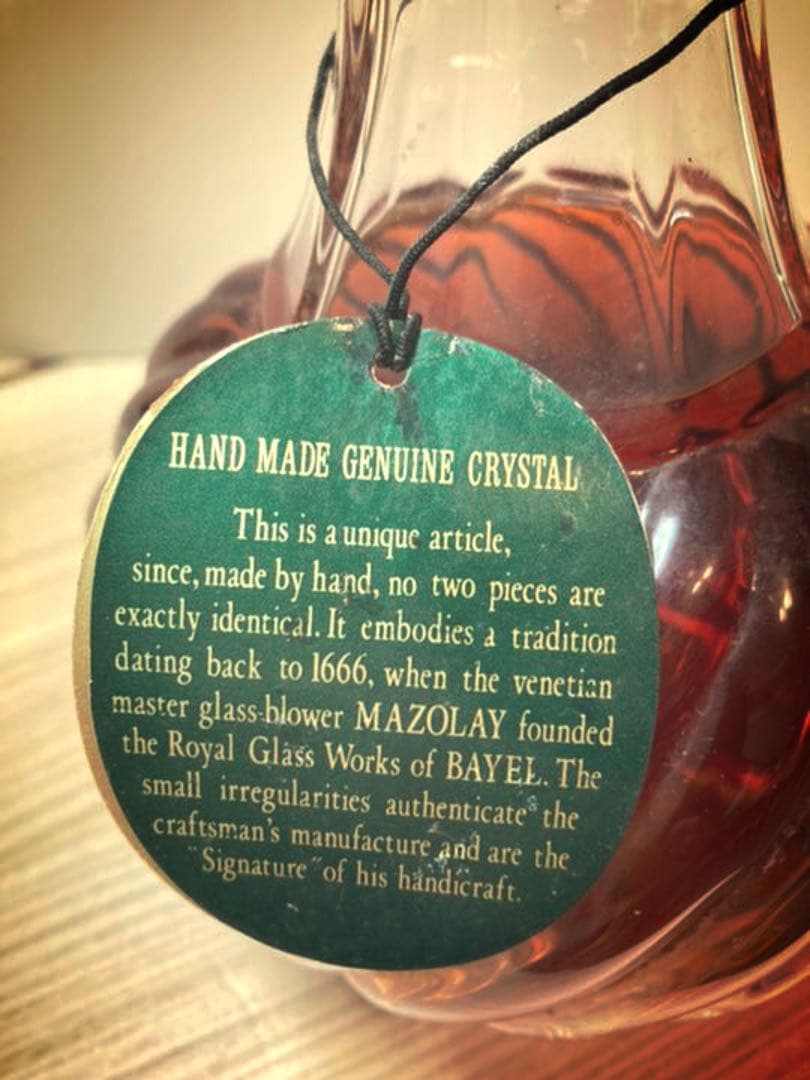 HAND MADE GENUINE CRYSTAL
This is a unique article,
since, made by hand, no two pieces are
exactly identical. It embodies a tradition
dating back to 1666, when the venetian
master glass-blower MAZOLAY founded
the Royal Glass Works of BAYEL. The
small irregularities authenticate the
craftsman's manufacture and are the
"Signature" of his handicraft.